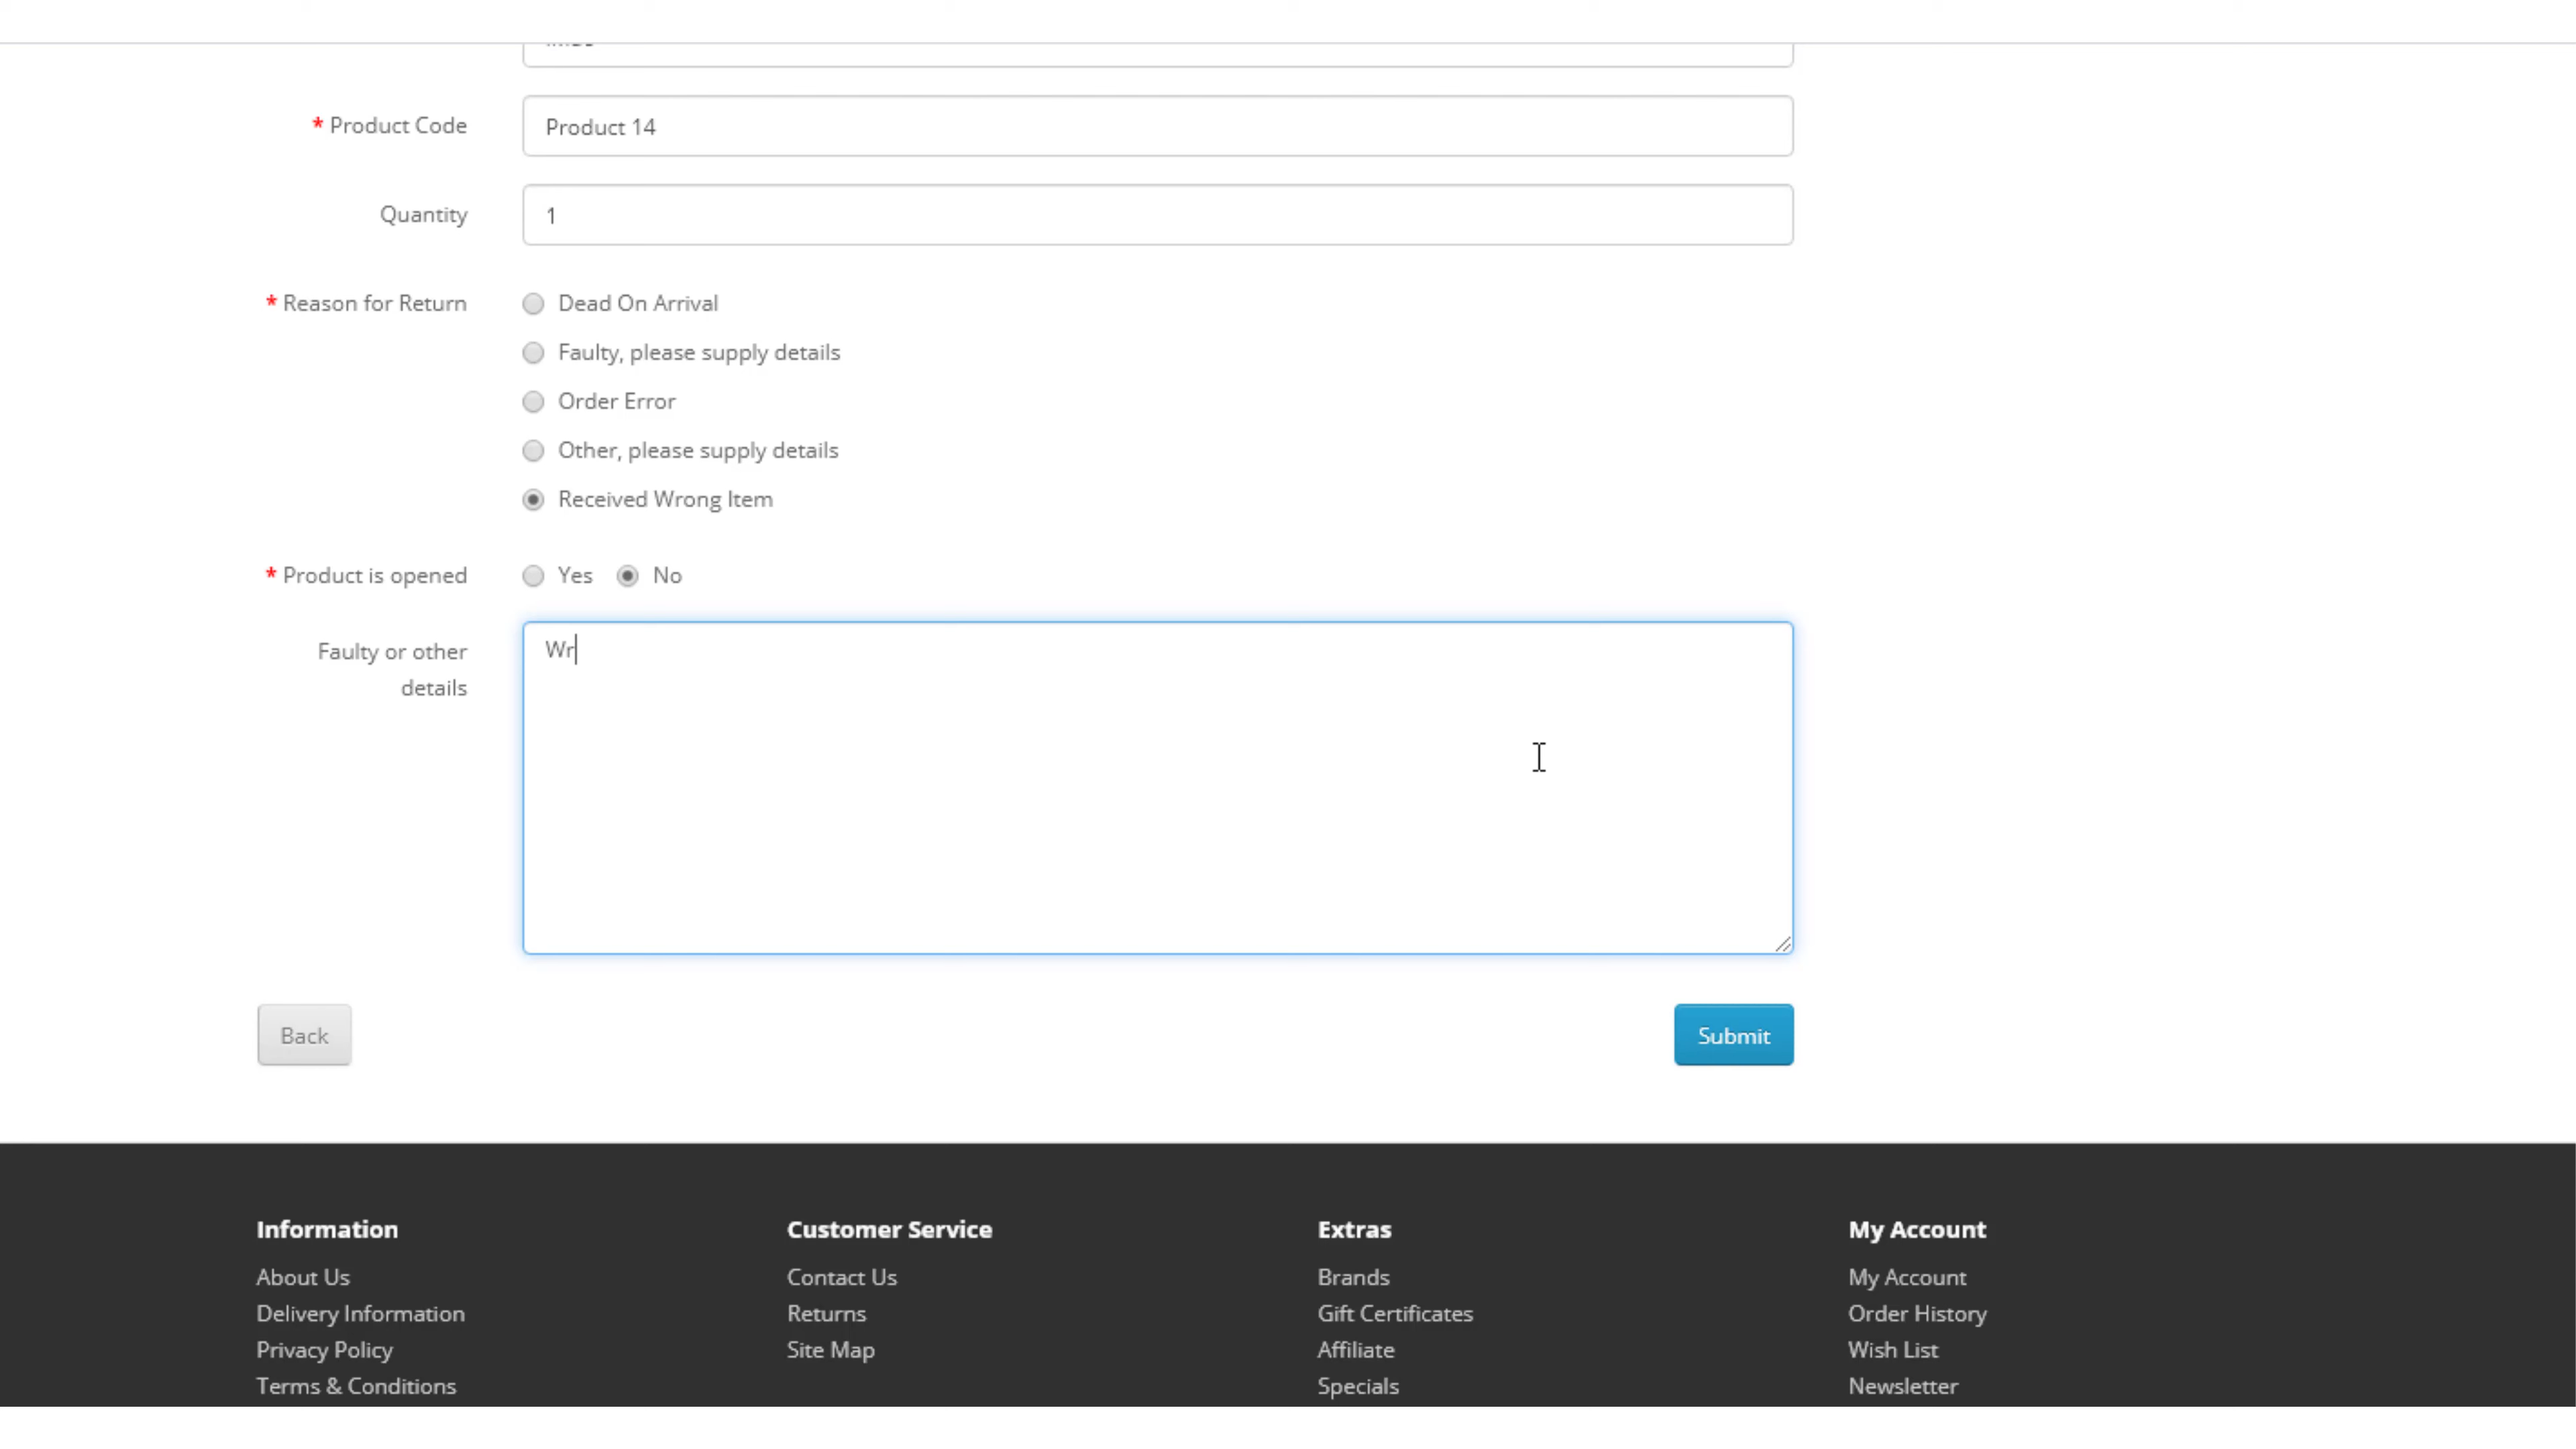 * Product Code
Product 14
Quantity
1
* Reason for Return
Dead On Arrival
Faulty, please supply details
Order Error
Other, please supply details
Received Wrong Item
* Product is opened
Yes
No
Faulty or other
details
Wr
Back
Submit
Information
About Us
Delivery Information
Privacy Policy
Terms & Conditions
Customer Service
Contact Us
Returns
Site Map
Extras
Brands
Gift Certificates
Affiliate
Specials
My Account
My Account
Order History
Wish List
Newsletter